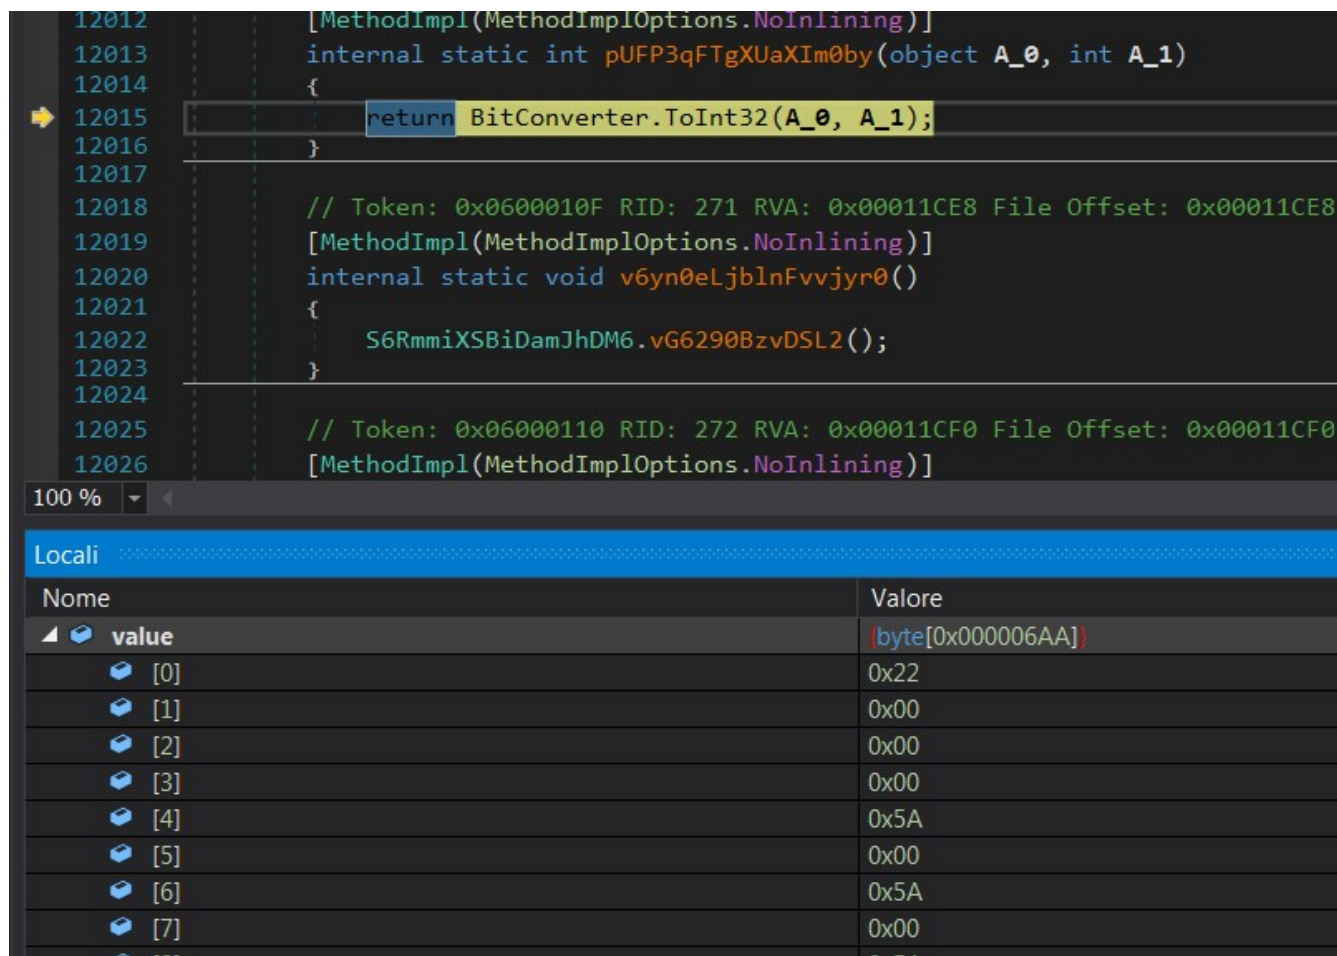 12012 [MethodImpl(MethodImplOptions.NoInlining)]
12013 internal static int pUFP3qFTgXUaXIm0by(object A_0, int A_1)
12014 {
12015 return BitConverter.ToInt32(A_0, A_1);
12016 }
12017
12018 // Token: 0x0600010F RID: 271 RVA: 0x00011CE8 File Offset: 0x00011CE8
12019 [MethodImpl(MethodImplOptions.NoInlining)]
12020 internal static void v6yn0eLjblnFvvjyr0()
12021 {
12022 S6RmmiXSBiDamJhDM6.vG6290BzvDSL2();
12023 }
12024
12025 // Token: 0x06000110 RID: 272 RVA: 0x00011CF0 File Offset: 0x00011CF0
12026 [MethodImpl(MethodImplOptions.NoInlining)]
100 %
Locali
Nome Valore
value {byte[0x000006AA]}
[0] 0x22
[1] 0x00
[2] 0x00
[3] 0x00
[4] 0x5A
[5] 0x00
[6] 0x5A
[7] 0x00